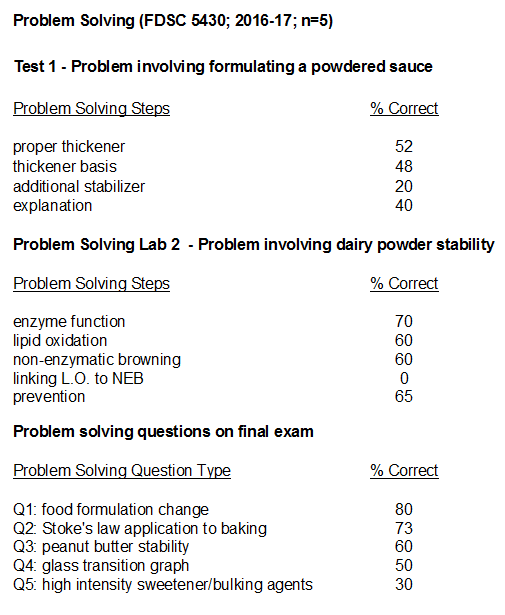 Problem Solving (FDSC 5430; 2016-17; n=5)
Test 1 - Problem involving formulating a powdered sauce
Problem Solving Steps % Correct
proper thickener 52
thickener basis 48
additional stabilizer 20
explanation 40
Problem Solving Lab 2 - Problem involving dairy powder stability
Problem Solving Steps % Correct
enzyme function 70
lipid oxidation 60
non-enzymatic browning 60
linking L.O. to NEB 0
prevention 65
Problem solving questions on final exam
Problem Solving Question Type % Correct
Q1: food formulation change 80
Q2: Stoke's law application to baking 73
Q3: peanut butter stability 60
Q4: glass transition graph 50
Q5: high intensity sweetener/bulking agents 30